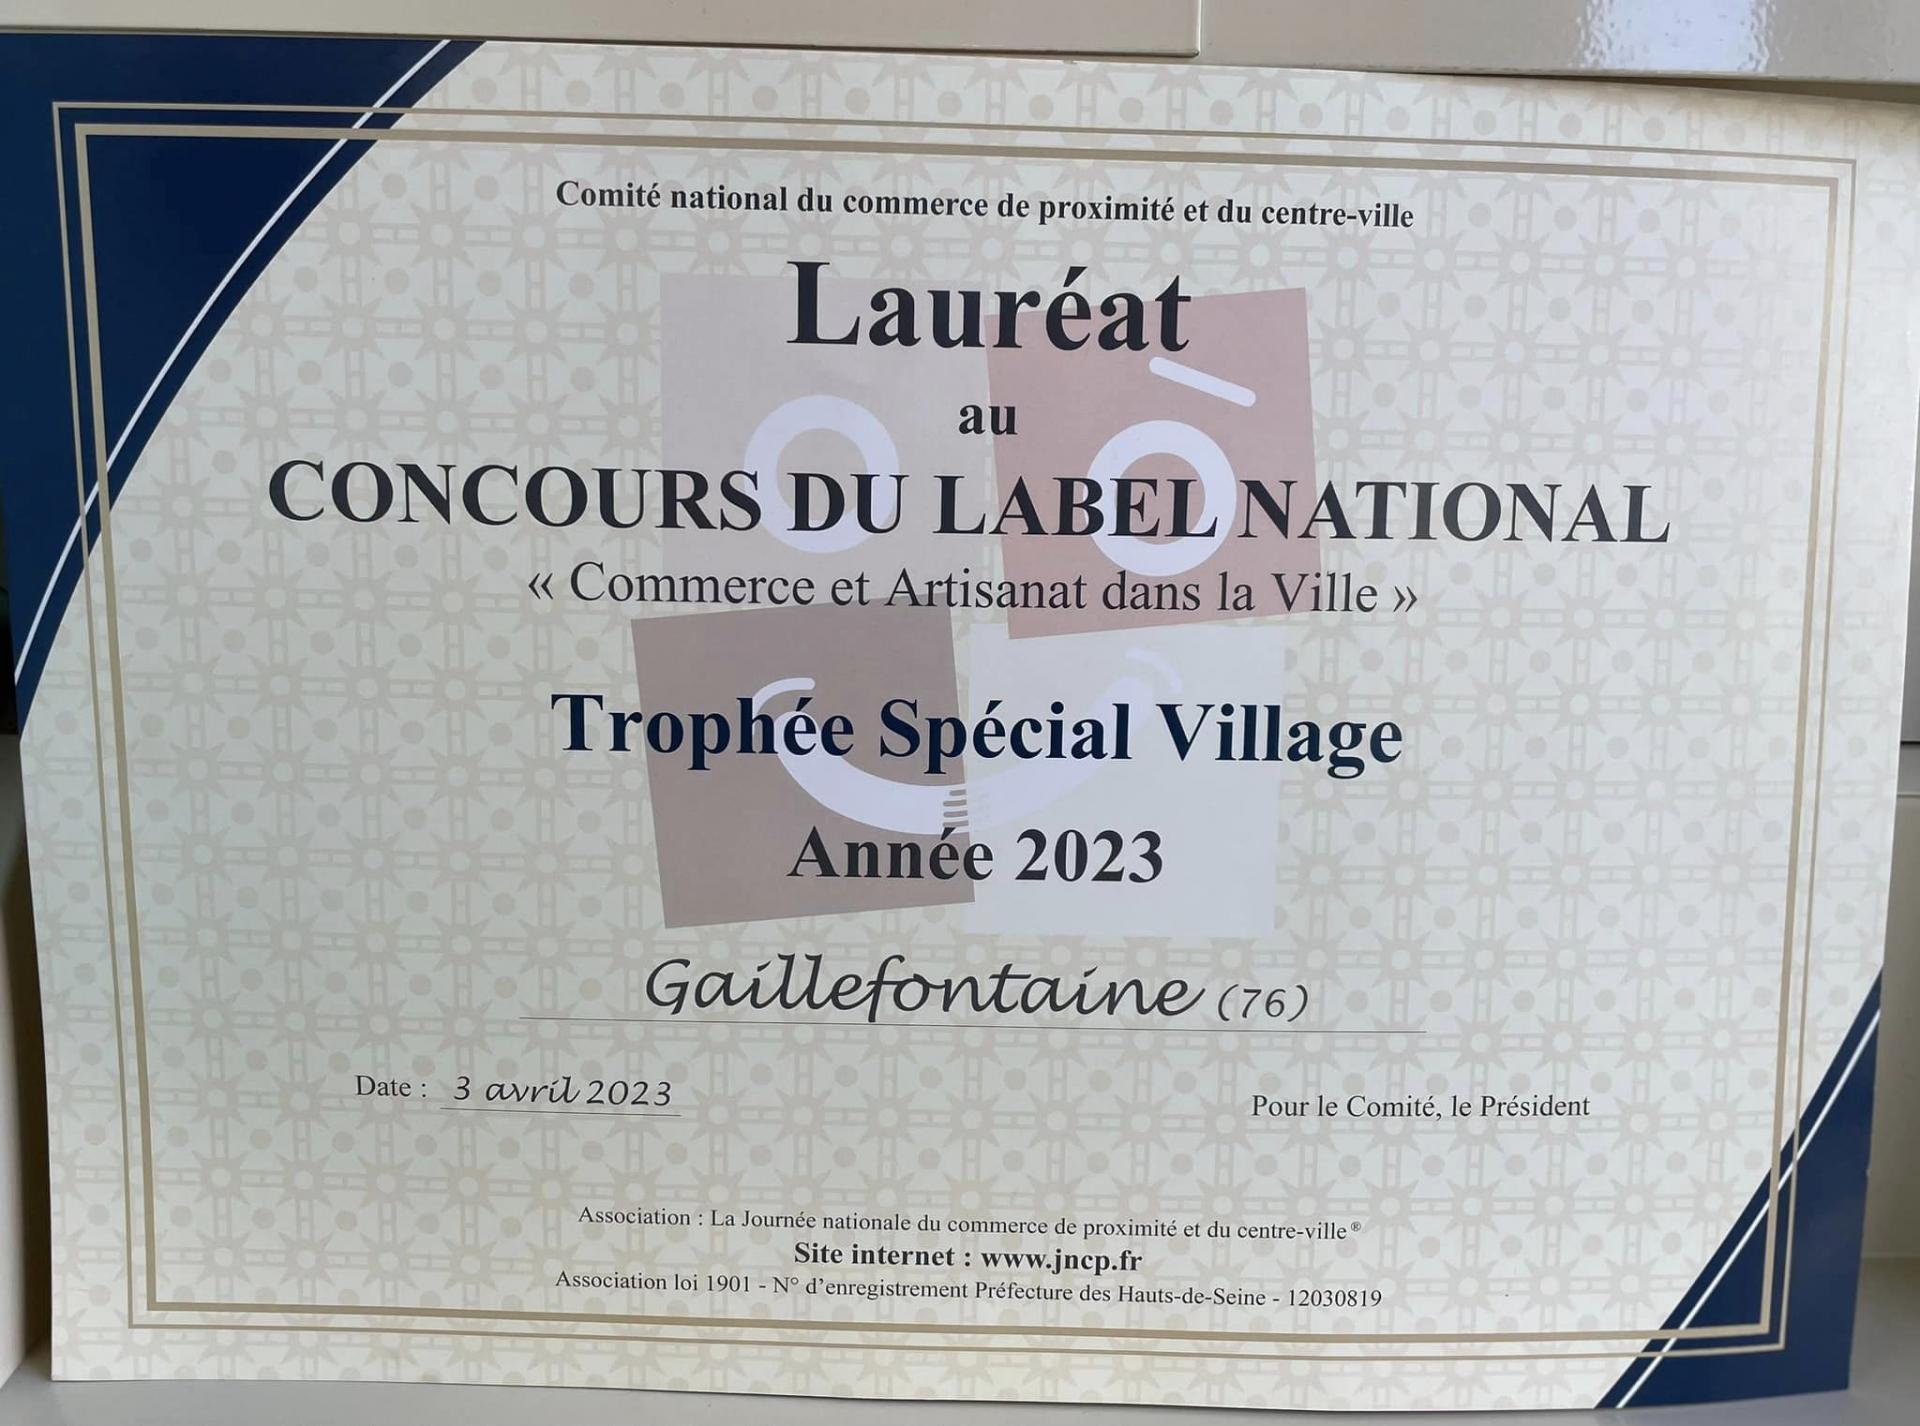 Comité national du commerce de proximité et du centre-ville
Lauréat
au
CONCOURS DU LABEL NATIONAL
« Commerce et Artisanat dans la Ville »
Trophée Spécial Village
Année 2023
Gaillefontaine (76)
Date : 3 avril 2023
Pour le Comité, le Président
Association : La Journée nationale du commerce de proximité et du centre-ville®
Site internet : www.jncp.fr
Association loi 1901 - N° d'enregistrement Préfecture des Hauts-de-Seine - 12030819